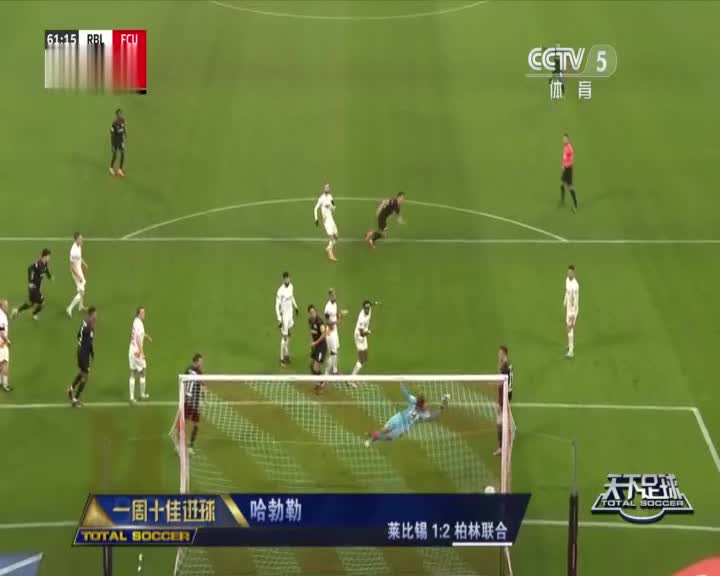 61:15 RBL FCU
CCTV 5
体育
一周十佳进球
TOTAL SOCCER
哈勃勒
莱比锡 1:2 柏林联合
天下足球
TOTAL SOCCER